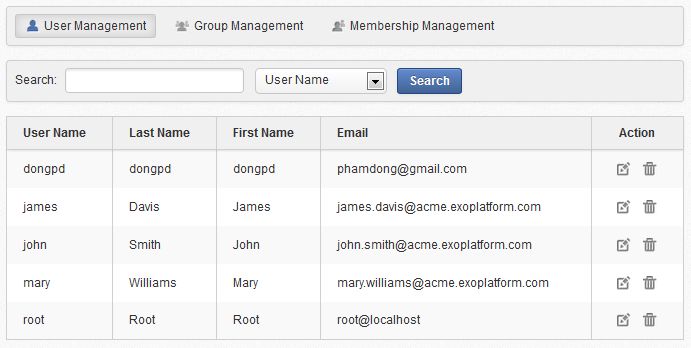 User Management Group Management Membership Management
Search: User Name Search
User Name Last Name First Name Email Action
dongpd dongpd dongpd phamdong@gmail.com
james Davis James james.davis@acme.exoplatform.com
john Smith John john.smith@acme.exoplatform.com
mary Williams Mary mary.williams@acme.exoplatform.com
root Root Root root@localhost